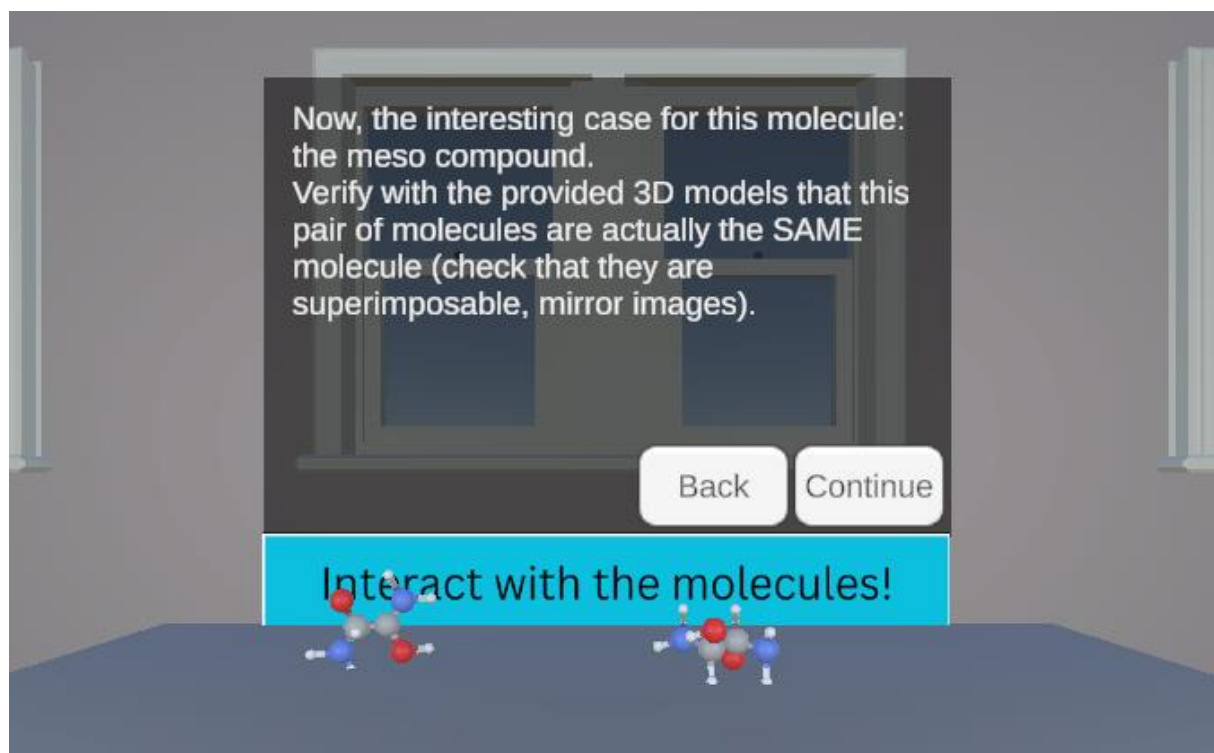 Now, the interesting case for this molecule:
the meso compound.
Verify with the provided 3D models that this
pair of molecules are actually the SAME
molecule (check that they are
superimposable, mirror images).
Back
Continue
Interact with the molecules!